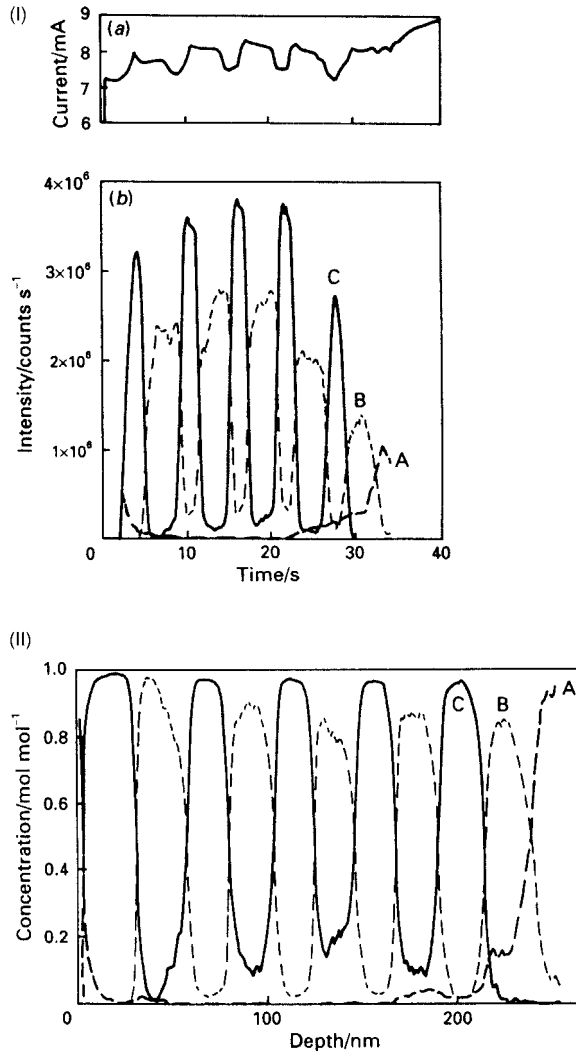 (I)
(a)
9
8
7
6
Current/mA
(b)
4×10⁶
3×10⁶
2×10⁶
1×10⁶
Intensity/counts s⁻¹
C
B
A
0 10 20 30 40
Time/s
(II)
1.0
0.8
0.6
0.4
0.2
Concentration/mol mol⁻¹
C B A
0 100 200
Depth/nm